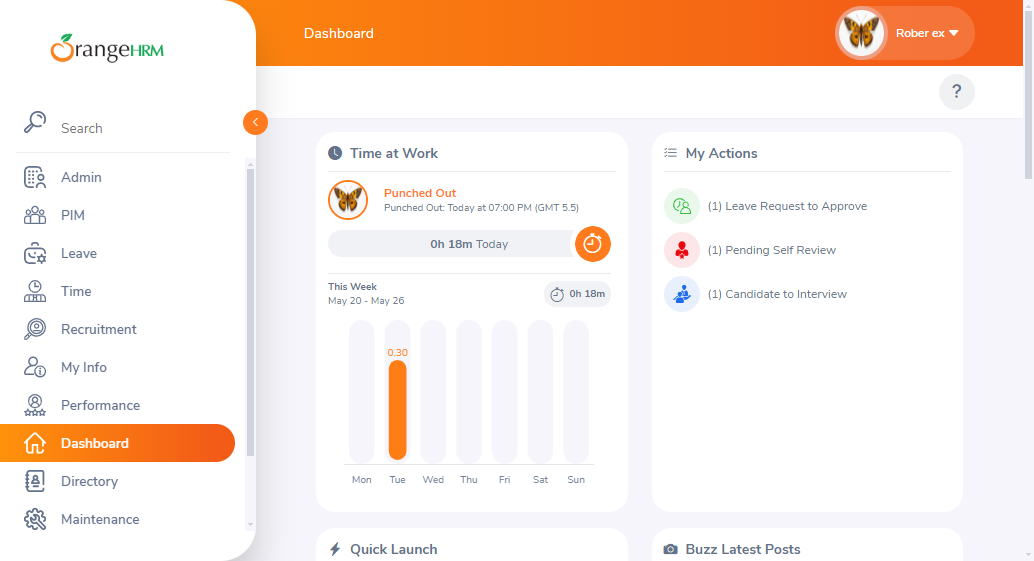 OrangeHRM
Dashboard
Rober ex
?
Search
Admin
PIM
Leave
Time
Recruitment
My Info
Performance
Dashboard
Directory
Maintenance
Time at Work
Punched Out
Punched Out: Today at 07:00 PM (GMT 5.5)
0h 18m Today
This Week
May 20 - May 26
0h 18m
0.30
Mon Tue Wed Thu Fri Sat Sun
My Actions
(1) Leave Request to Approve
(1) Pending Self Review
(1) Candidate to Interview
Quick Launch
Buzz Latest Posts